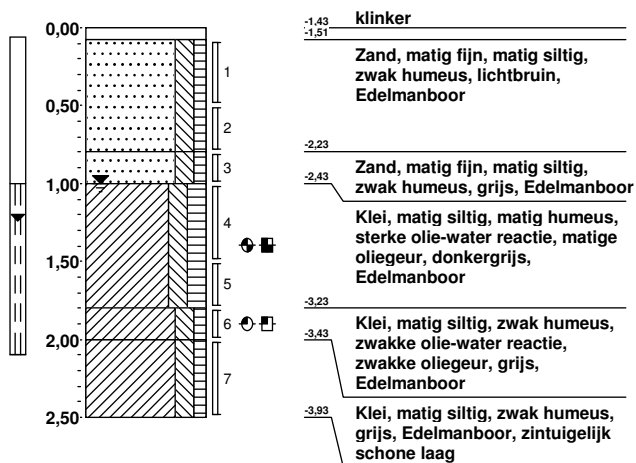 0,00
0,50
1,00
1,50
2,00
2,50
1
2
3
4
5
6
7
-1,43
klinker
-1,51
Zand, matig fijn, matig siltig,
zwak humeus, lichtbruin,
Edelmanboor
-2,23
Zand, matig fijn, matig siltig,
zwak humeus, grijs, Edelmanboor
-2,43
Klei, matig siltig, matig humeus,
sterke olie-water reactie, matige
oliegeur, donkergrijs,
Edelmanboor
-3,23
Klei, matig siltig, zwak humeus,
zwakke olie-water reactie,
zwakke oliegeur, grijs,
Edelmanboor
-3,43
Klei, matig siltig, zwak humeus,
grijs, Edelmanboor, zintuigelijk
schone laag
-3,93